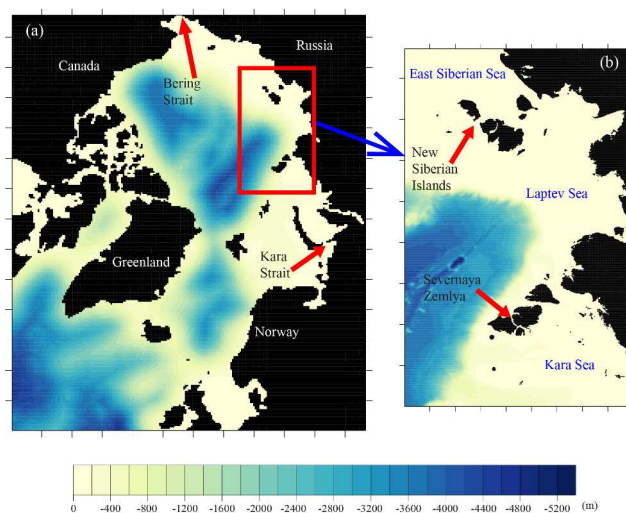 (a)
Russia
Canada
Bering
Strait
Greenland
Kara
Strait
Norway
(b)
East Siberian Sea
New
Siberian
Islands
Laptev Sea
Severnaya
Zemlya
Kara Sea
0 -400 -800 -1200 -1600 -2000 -2400 -2800 -3200 -3600 -4000 -4400 -4800 -5200 (m)